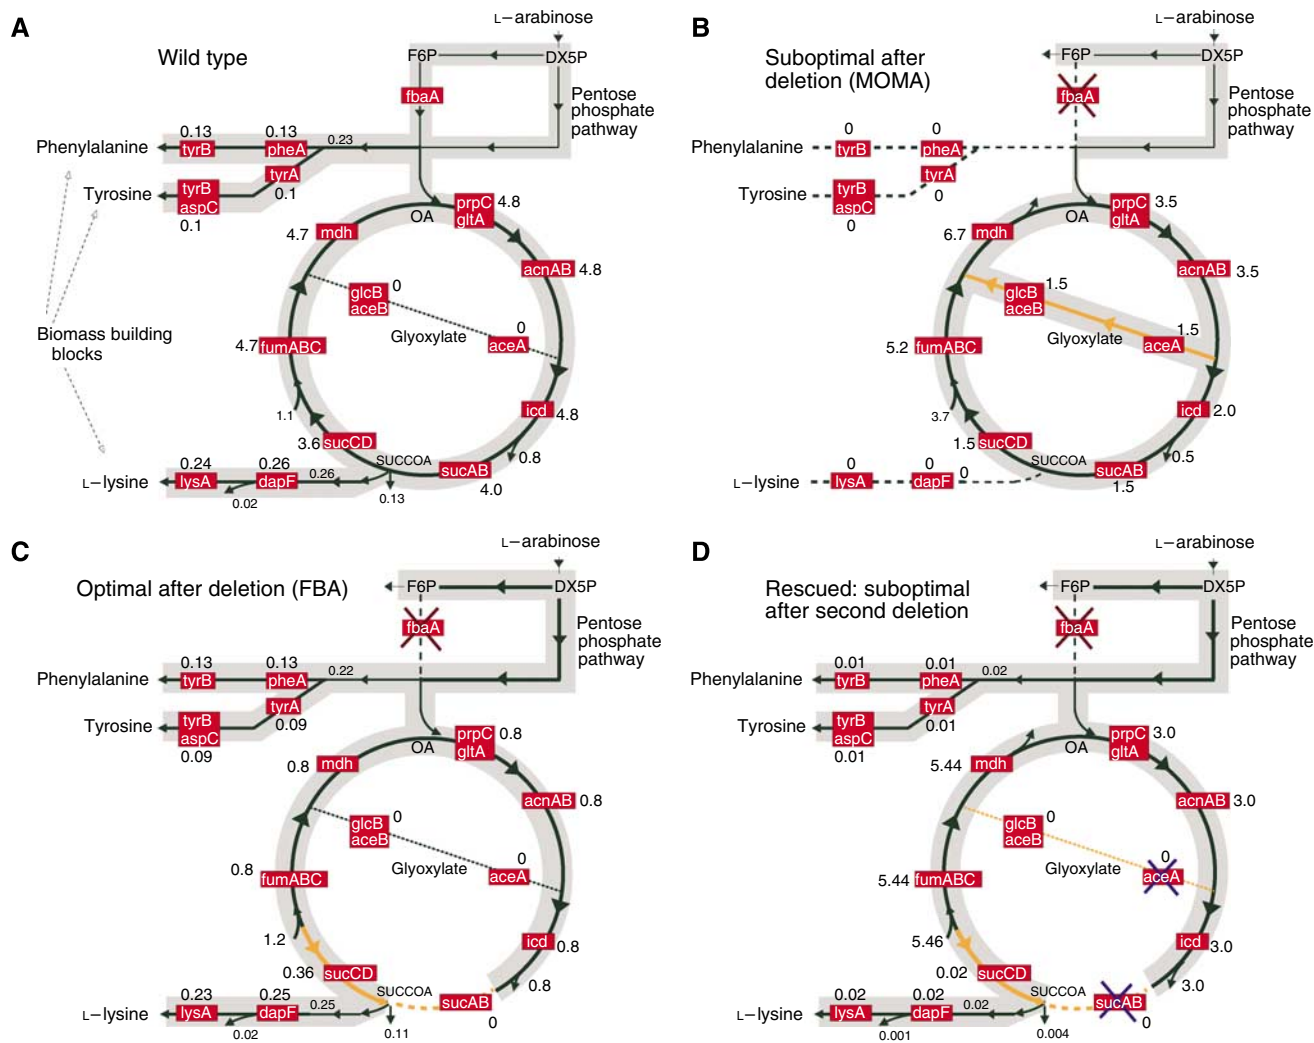 A
Wild type
L–arabinose
F6P
DX5P
fbaA
Pentose
phosphate
pathway
Phenylalanine
0.13
tyrB
0.13
pheA
0.23
tyrA
0.1
Tyrosine
tyrB
aspC
0.1
OA
prpC
gltA
4.8
4.7
mdh
acnAB
4.8
glcB
aceB
0
Glyoxylate
0
aceA
Biomass building
blocks
4.7
fumABC
icd
4.8
1.1
3.6
sucCD
SUCCOA
sucAB
4.0
0.8
L–lysine
0.24
lysA
0.26
dapF
0.26
0.02
0.13
B
Suboptimal after
deletion (MOMA)
L–arabinose
F6P
DX5P
fbaA
Pentose
phosphate
pathway
Phenylalanine
0
tyrB
0
pheA
tyrA
0
Tyrosine
tyrB
aspC
0
OA
prpC
gltA
3.5
6.7
mdh
acnAB
3.5
glcB
aceB
1.5
Glyoxylate
1.5
aceA
5.2
fumABC
icd
2.0
3.7
1.5
sucCD
SUCCOA
sucAB
1.5
0.5
L–lysine
0
lysA
0
dapF
0
C
Optimal after deletion (FBA)
L–arabinose
F6P
DX5P
fbaA
Pentose
phosphate
pathway
Phenylalanine
0.13
tyrB
0.13
pheA
0.22
tyrA
0.09
Tyrosine
tyrB
aspC
0.09
OA
prpC
gltA
0.8
0.8
mdh
acnAB
0.8
glcB
aceB
0
Glyoxylate
0
aceA
0.8
fumABC
icd
0.8
1.2
0.36
sucCD
SUCCOA
sucAB
0
0.8
L–lysine
0.23
lysA
0.25
dapF
0.25
0.02
0.11
D
Rescued: suboptimal
after second deletion
L–arabinose
F6P
DX5P
fbaA
Pentose
phosphate
pathway
Phenylalanine
0.01
tyrB
0.01
pheA
0.02
tyrA
0.01
Tyrosine
tyrB
aspC
0.01
OA
prpC
gltA
3.0
5.44
mdh
acnAB
3.0
glcB
aceB
0
Glyoxylate
0
aceA
5.44
fumABC
icd
3.0
5.46
0.02
sucCD
SUCCOA
sucAB
0
3.0
L–lysine
0.02
lysA
0.02
dapF
0.02
0.001
0.004